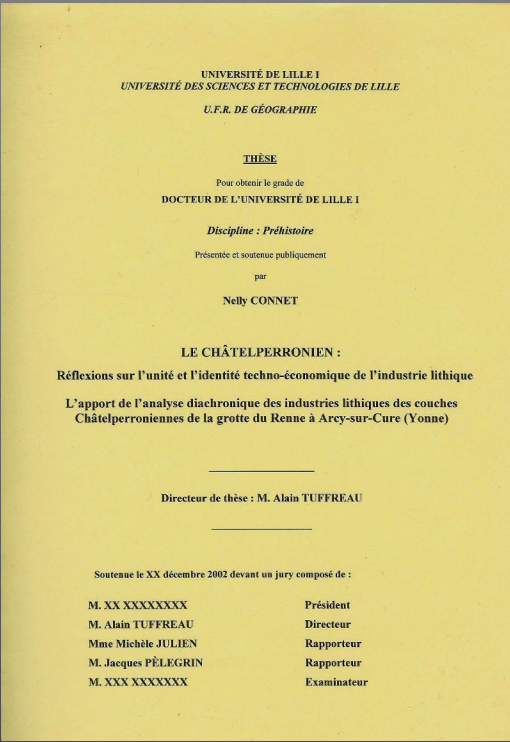 UNIVERSITÉ DE LILLE I
UNIVERSITÉ DES SCIENCES ET TECHNOLOGIES DE LILLE
U.F.R. DE GÉOGRAPHIE
THÈSE
Pour obtenir le grade de
DOCTEUR DE L'UNIVERSITÉ DE LILLE I
Discipline : Préhistoire
Présentée et soutenue publiquement
par
Nelly CONNET
LE CHÂTELPERRONIEN :
Réflexions sur l'unité et l'identité techno-économique de l'industrie lithique
L'apport de l'analyse diachronique des industries lithiques des couches
Châtelperroniennes de la grotte du Renne à Arcy-sur-Cure (Yonne)
Directeur de thèse : M. Alain TUFFREAU
Soutenue le XX décembre 2002 devant un jury composé de :
M. XX XXXXXXXX Président
M. Alain TUFFREAU Directeur
Mme Michèle JULIEN Rapporteur
M. Jacques PÈLEGRIN Rapporteur
M. XXX XXXXXXX Examinateur